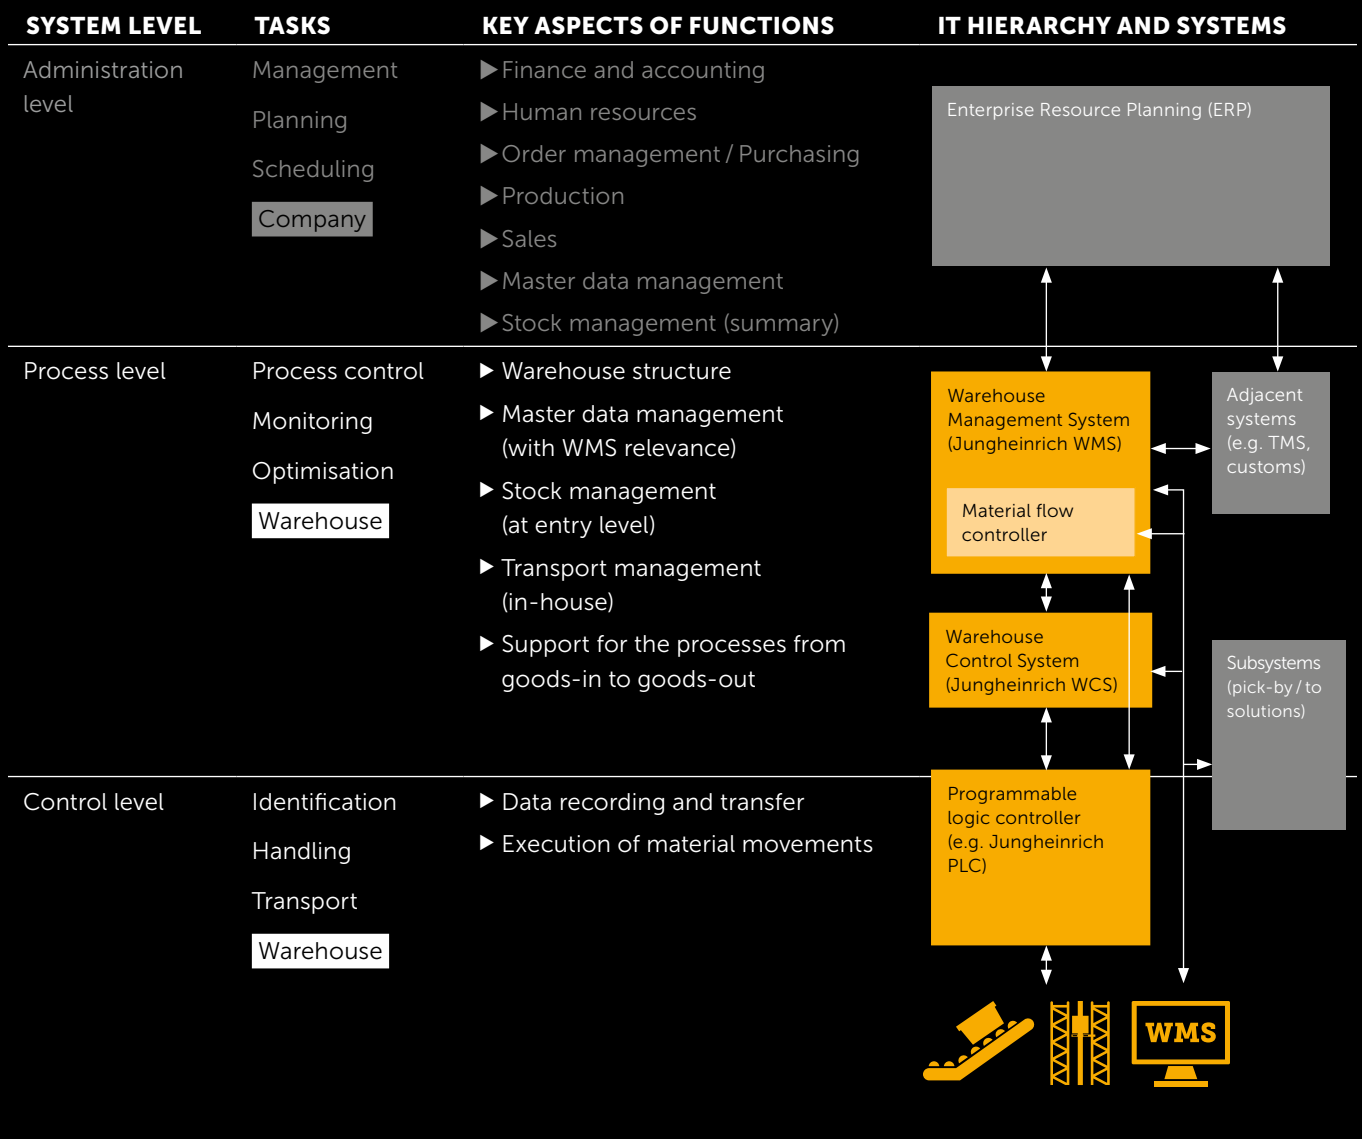 SYSTEM LEVEL TASKS KEY ASPECTS OF FUNCTIONS IT HIERARCHY AND SYSTEMS
Administration
level
Management
Planning
Scheduling
Company
▶ Finance and accounting
▶ Human resources
▶ Order management / Purchasing
▶ Production
▶ Sales
▶ Master data management
▶ Stock management (summary)
Enterprise Resource Planning (ERP)
Process level
Process control
Monitoring
Optimisation
Warehouse
▶ Warehouse structure
▶ Master data management
(with WMS relevance)
▶ Stock management
(at entry level)
▶ Transport management
(in-house)
▶ Support for the processes from
goods-in to goods-out
Warehouse
Management System
(Jungheinrich WMS)
Material flow
controller
Adjacent
systems
(e.g. TMS,
customs)
Warehouse
Control System
(Jungheinrich WCS)
Subsystems
(pick-by / to
solutions)
Control level
Identification
Handling
Transport
Warehouse
▶ Data recording and transfer
▶ Execution of material movements
Programmable
logic controller
(e.g. Jungheinrich
PLC)
WMS